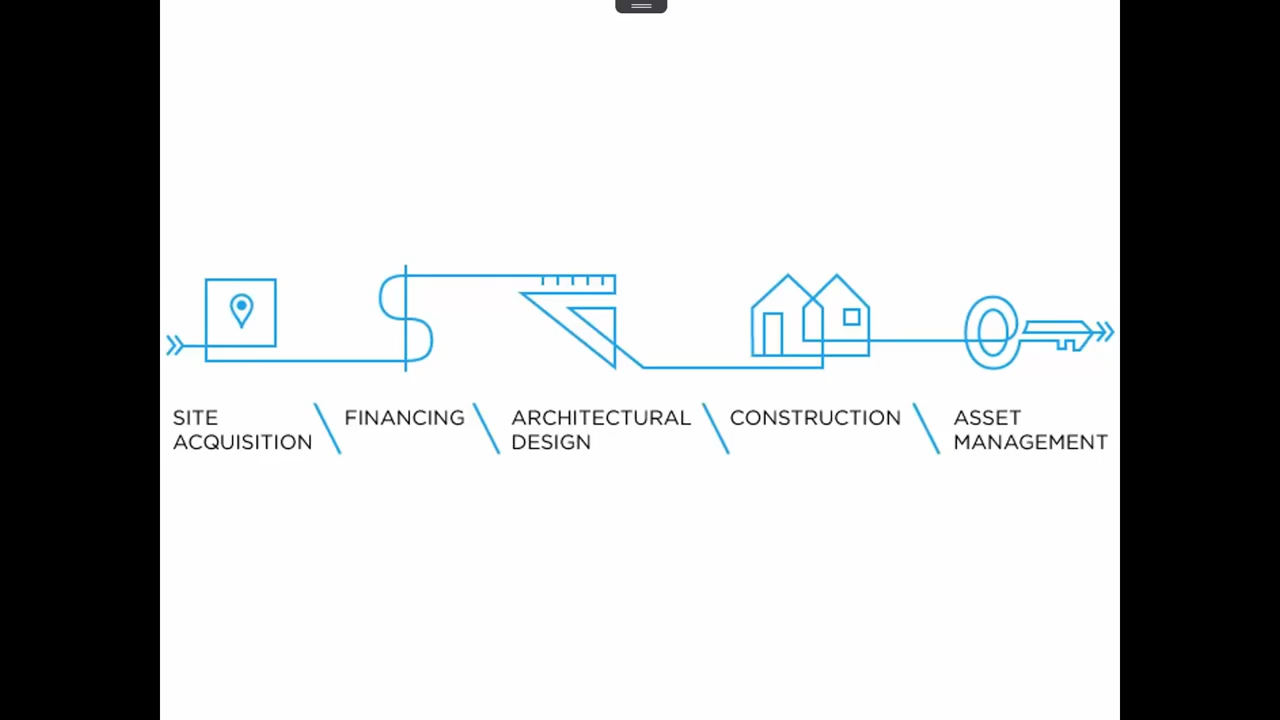 SITE
ACQUISITION
FINANCING
ARCHITECTURAL
DESIGN
CONSTRUCTION
ASSET
MANAGEMENT